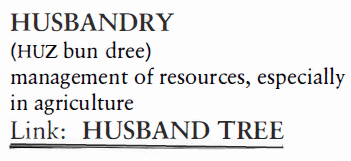 HUSBANDRY
(HUZ bun dree)
management of resources, especially
in agriculture
Link: HUSBAND TREE